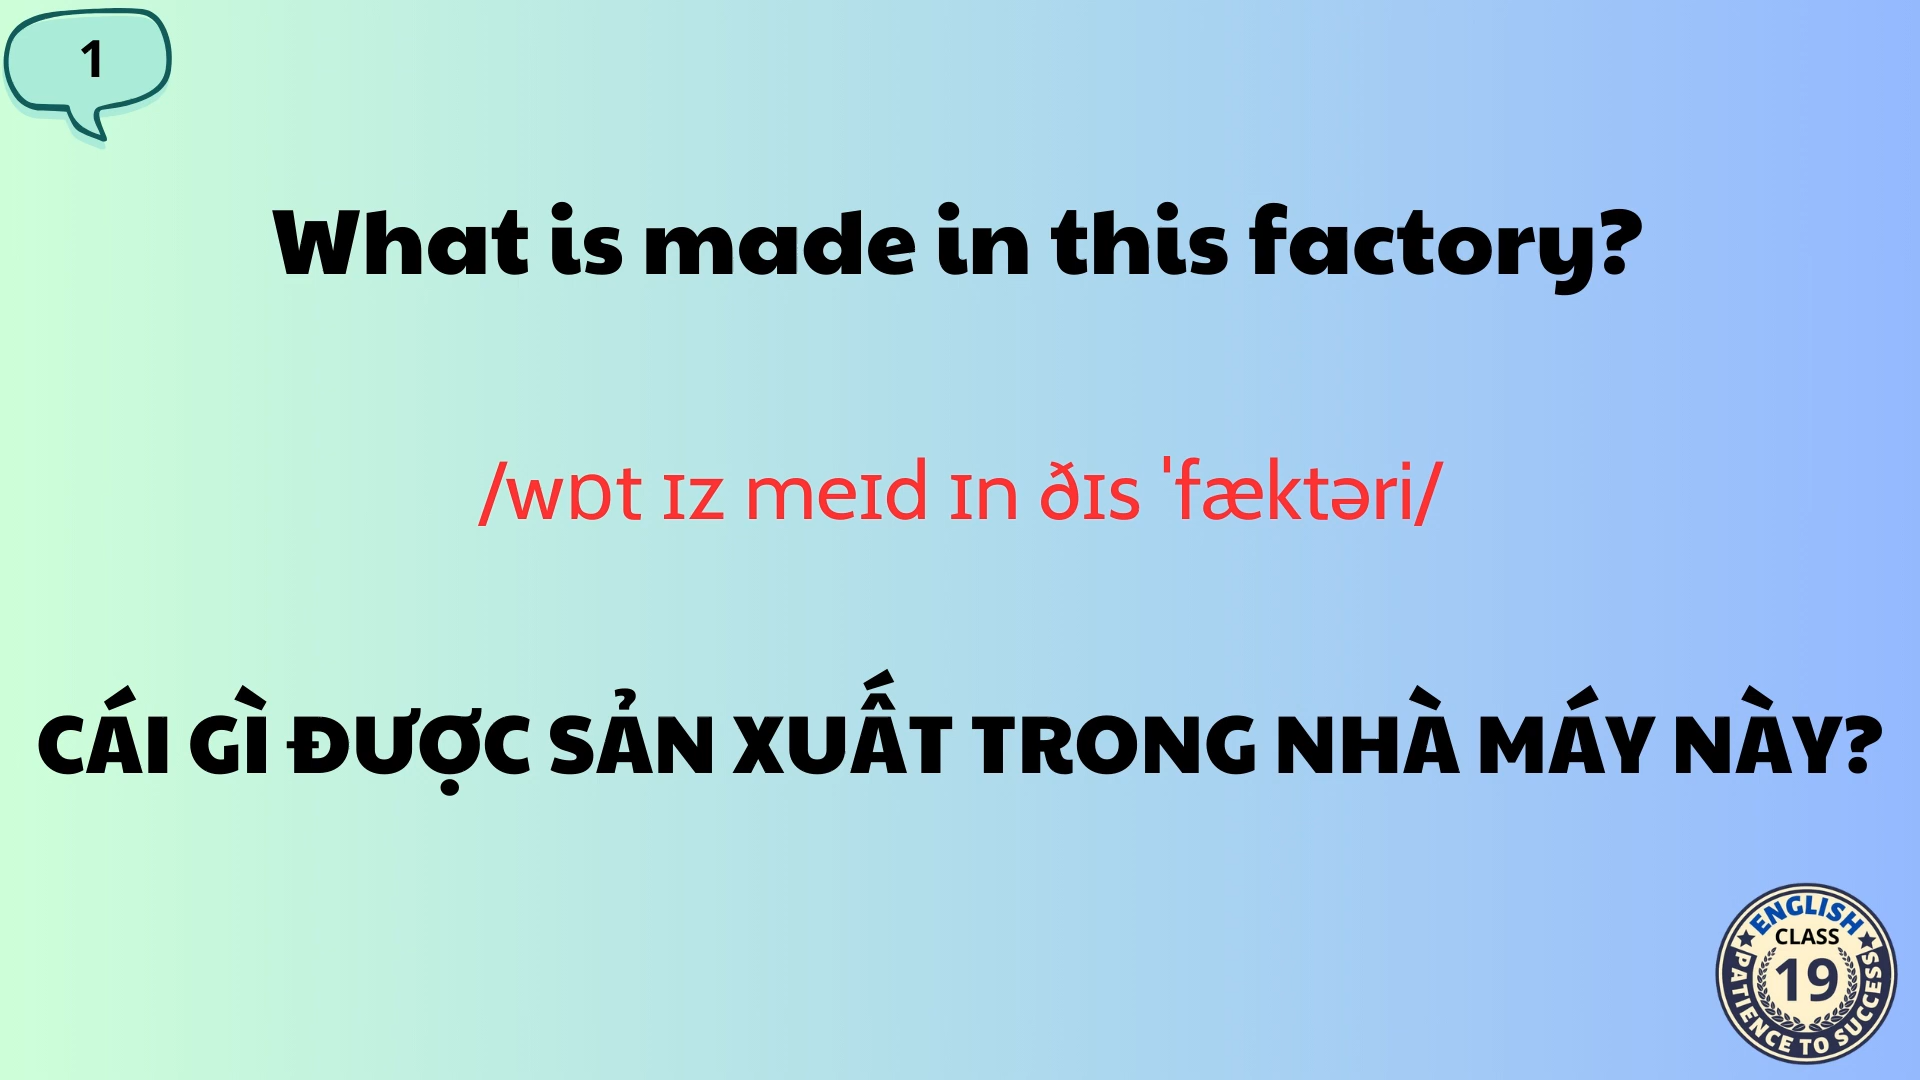 1
What is made in this factory?
/wɒt ɪz meɪd ɪn ðɪs ˈfæktəri/
CÁI GÌ ĐƯỢC SẢN XUẤT TRONG NHÀ MÁY NÀY?
ENGLISH
CLASS
19
PATIENCE TO SUCCESS